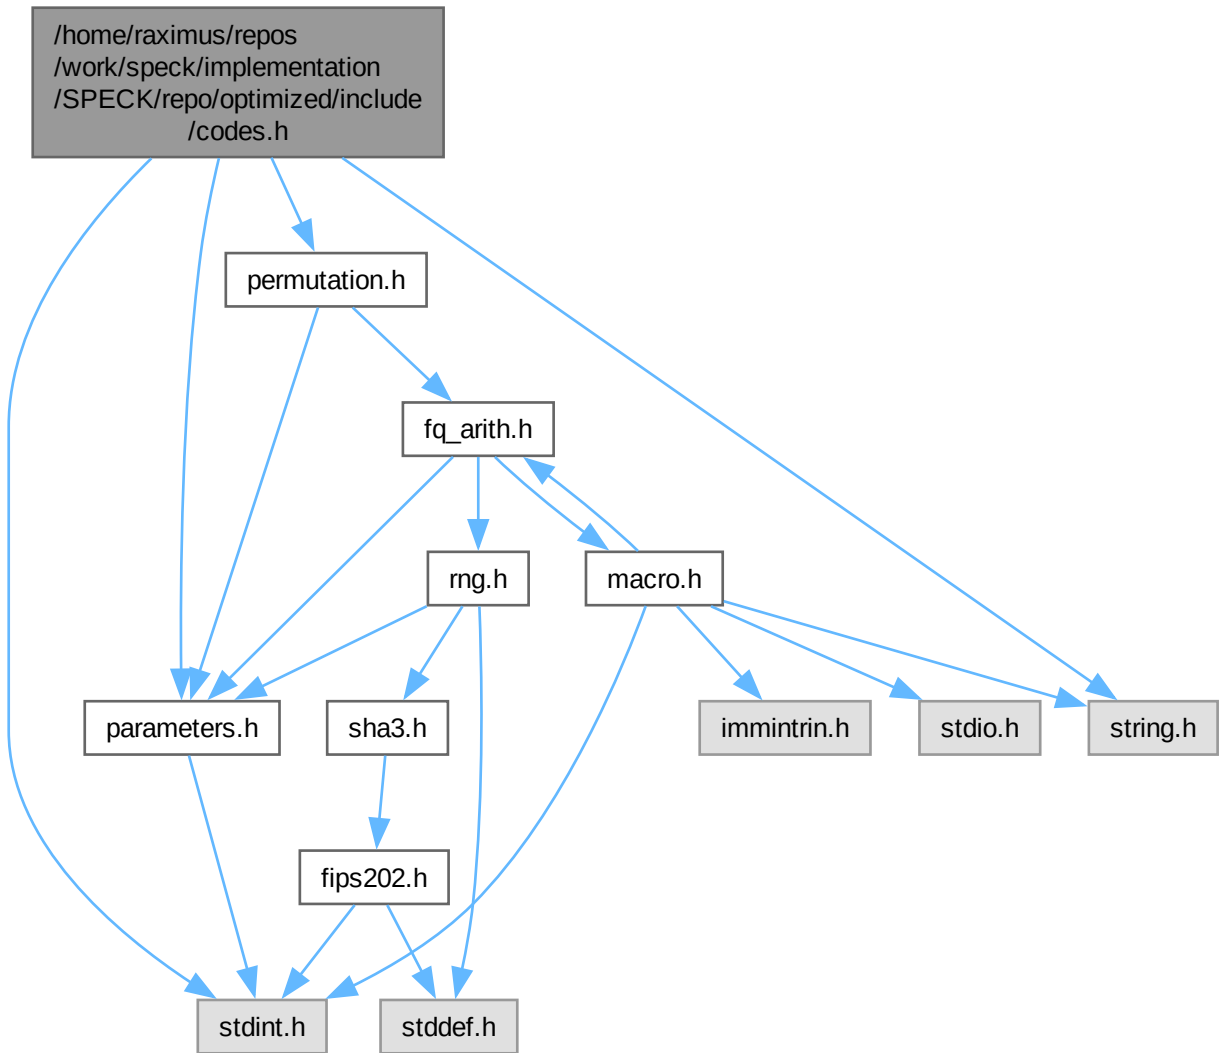 /home/raximus/repos
/work/speck/implementation
/SPECK/repo/optimized/include
/codes.h
permutation.h
fq_arith.h
rng.h
macro.h
parameters.h
sha3.h
immintrin.h
stdio.h
string.h
fips202.h
stdint.h
stddef.h